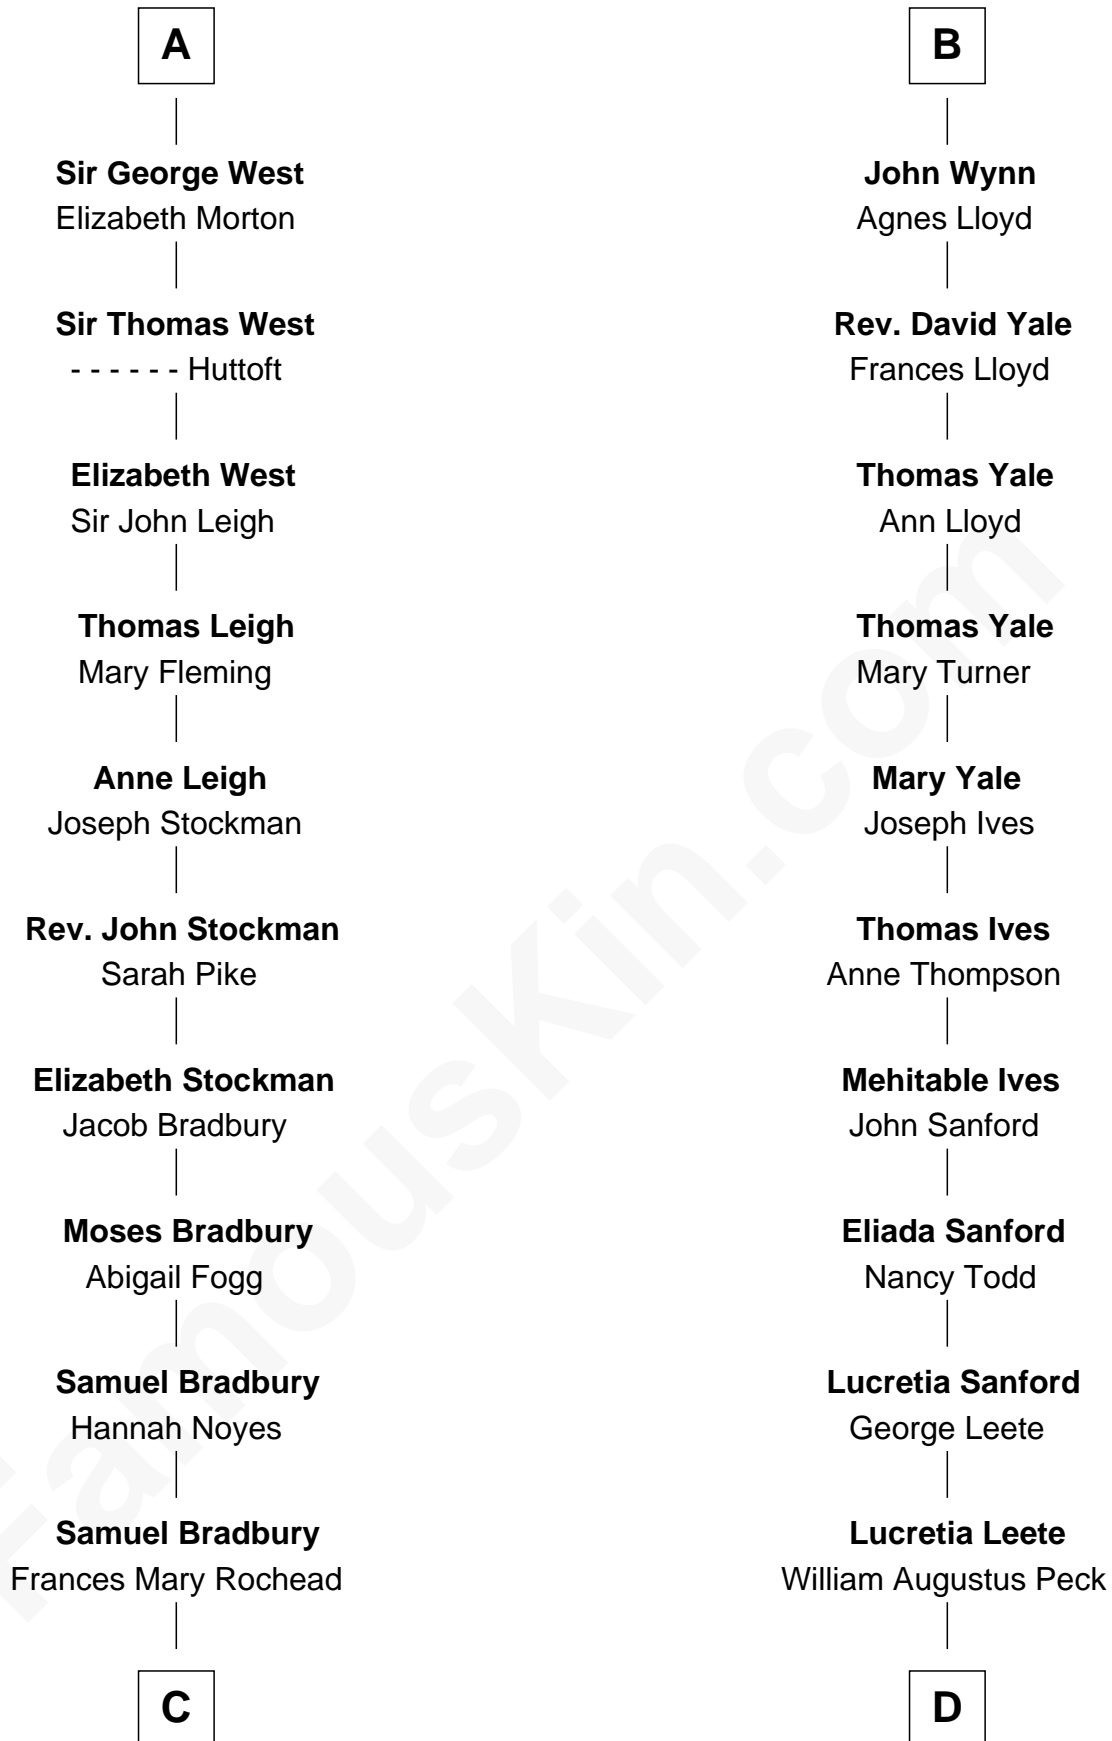 A
Sir George West
Elizabeth Morton
Sir Thomas West
- - - - - - Huttoft
Elizabeth West
Sir John Leigh
Thomas Leigh
Mary Fleming
Anne Leigh
Joseph Stockman
Rev. John Stockman
Sarah Pike
Elizabeth Stockman
Jacob Bradbury
Moses Bradbury
Abigail Fogg
Samuel Bradbury
Hannah Noyes
Samuel Bradbury
Frances Mary Rochead
C
B
John Wynn
Agnes Lloyd
Rev. David Yale
Frances Lloyd
Thomas Yale
Ann Lloyd
Thomas Yale
Mary Turner
Mary Yale
Joseph Ives
Thomas Ives
Anne Thompson
Mehitable Ives
John Sanford
Eliada Sanford
Nancy Todd
Lucretia Sanford
George Leete
Lucretia Leete
William Augustus Peck
D
FamousKin.com